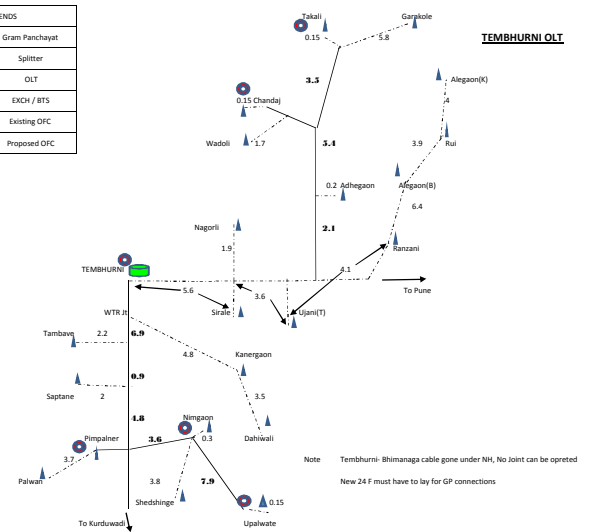 ENDS
Gram Panchayat
Splitter
OLT
EXCH / BTS
Existing OFC
Proposed OFC
TEMBHURNI OLT
Takali
Garakole
0.15
5.8
3.5
Alegaon(K)
4
0.15 Chandaj
Wadoli
1.7
5.4
3.9
Rui
0.2 Adhegaon
Alegaon(B)
6.4
2.1
Nagorli
1.9
Ranzani
TEMBHURNI
4.1
To Pune
5.6
3.6
WTR Jt
Sirale
Ujani(T)
Tambave
2.2
6.9
4.8
Kanergaon
0.9
Saptane
2
3.5
4.8
Nimgaon
Pimpalner
3.6
0.3
Dahiwali
3.7
Palwan
3.8
7.9
Shedshinge
0.15
To Kurduwadi
Upalwate
Note Tembhurni- Bhimanaga cable gone under NH, No Joint can be opreted
New 24 F must have to lay for GP connections